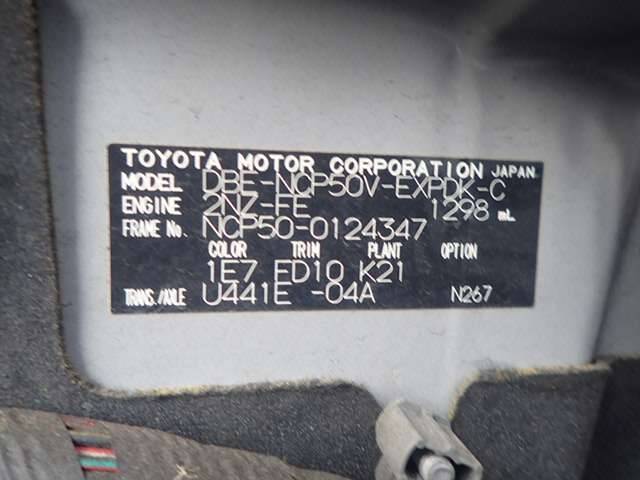 TOYOTA MOTOR CORPORATION JAPAN
MODEL DBE-NCP50V-EXPDK-C
ENGINE 2NZ-FE 1298 mL
FRAME No. NCP50-0124347
COLOR TRIM PLANT OPTION
1E7 FD10 K21
TRANS./AXLE U441E -04A N267